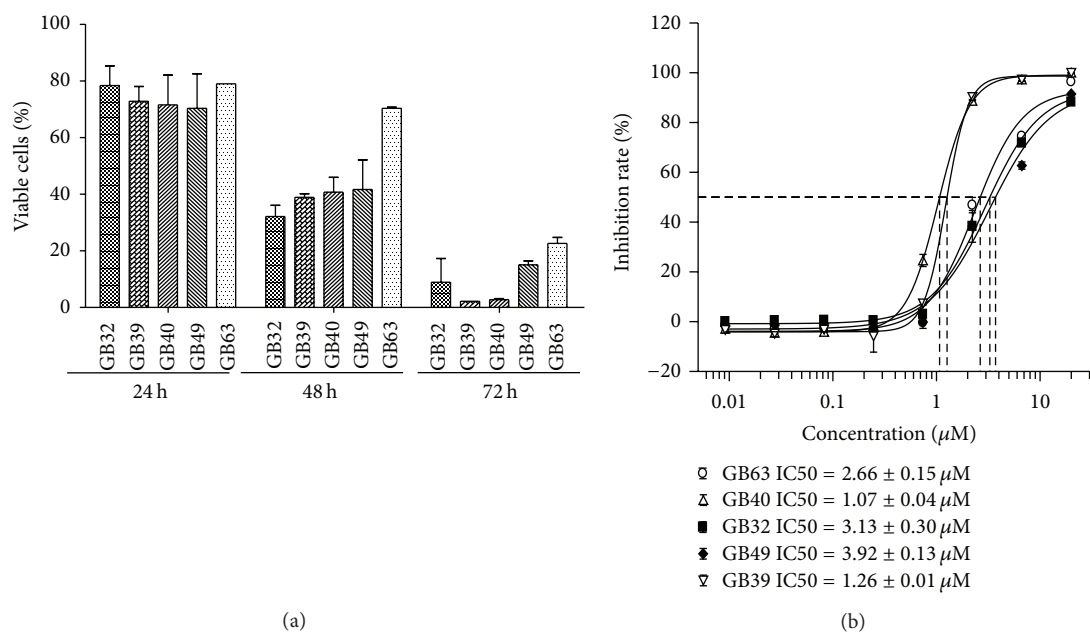 100
80
60
40
20
0
Viable cells (%)
GB32
GB39
GB40
GB49
GB63
GB32
GB39
GB40
GB49
GB63
GB32
GB39
GB40
GB49
GB63
24 h
48 h
72 h
(a)
120
100
80
60
40
20
0
−20
Inhibition rate (%)
0.01
0.1
1
10
Concentration (μM)
GB63 IC50 = 2.66 ± 0.15 μM
GB40 IC50 = 1.07 ± 0.04 μM
GB32 IC50 = 3.13 ± 0.30 μM
GB49 IC50 = 3.92 ± 0.13 μM
GB39 IC50 = 1.26 ± 0.01 μM
(b)